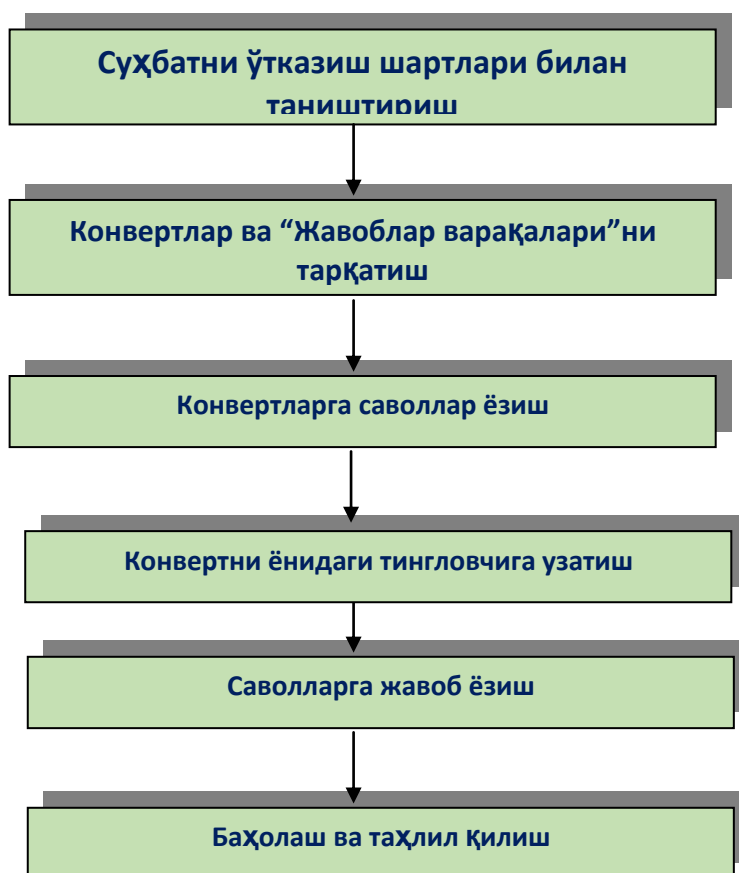 Суҳбатни ўтказиш шартлари билан
таништириш
Конвертлар ва “Жавоблар варақалари”ни
тарқатиш
Конвертларга саволлар ёзиш
Конвертни ёнидаги тингловчига узатиш
Саволларга жавоб ёзиш
Баҳолаш ва таҳлил қилиш